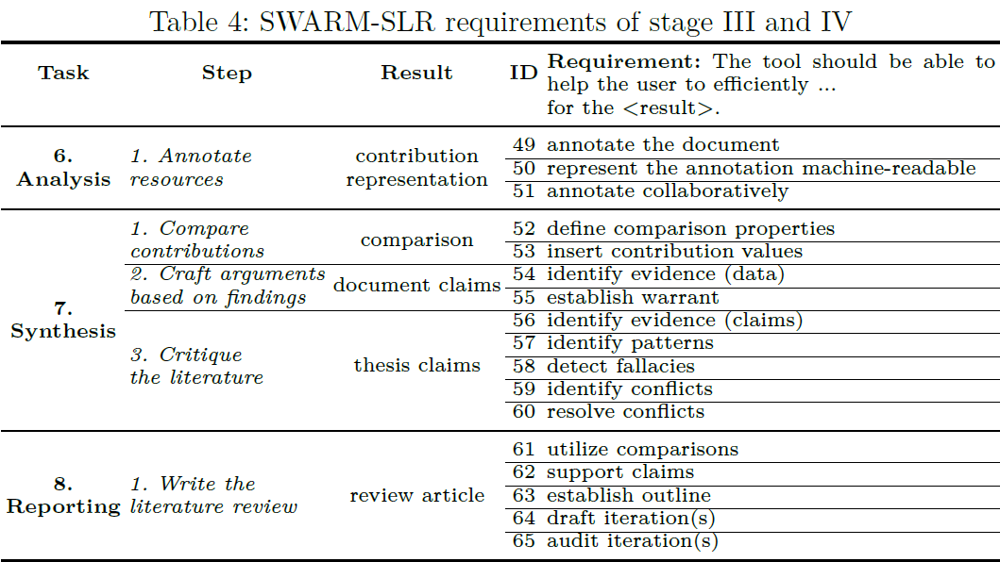 Table 4: SWARM-SLR requirements of stage III and IV
Task Step Result ID Requirement: The tool should be able to
help the user to efficiently ...
for the <result>.
6.
Analysis
1. Annotate
resources
contribution
representation
49 annotate the document
50 represent the annotation machine-readable
51 annotate collaboratively
7.
Synthesis
1. Compare
contributions
comparison
52 define comparison properties
53 insert contribution values
2. Craft arguments
based on findings
document claims
54 identify evidence (data)
55 establish warrant
3. Critique
the literature
thesis claims
56 identify evidence (claims)
57 identify patterns
58 detect fallacies
59 identify conflicts
60 resolve conflicts
8.
Reporting
1. Write the
literature review
review article
61 utilize comparisons
62 support claims
63 establish outline
64 draft iteration(s)
65 audit iteration(s)